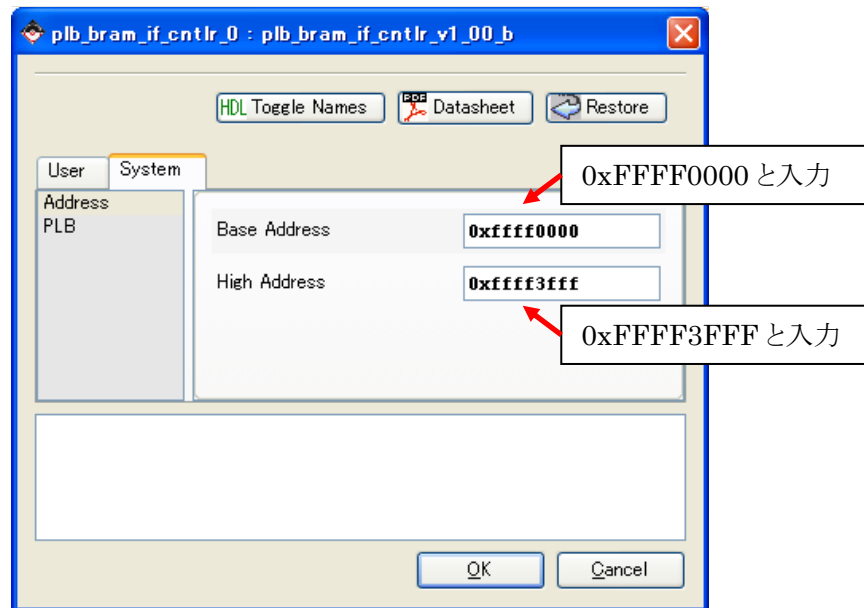 plb_bram_if_cntlr_0 : plb_bram_if_cntlr_v1_00_b
HDL Toggle Names
PDF Datasheet
Restore
User
System
0xFFFF0000 と入力
Address
PLB
Base Address
0xffff0000
High Address
0xffff3fff
0xFFFF3FFF と入力
OK
Cancel